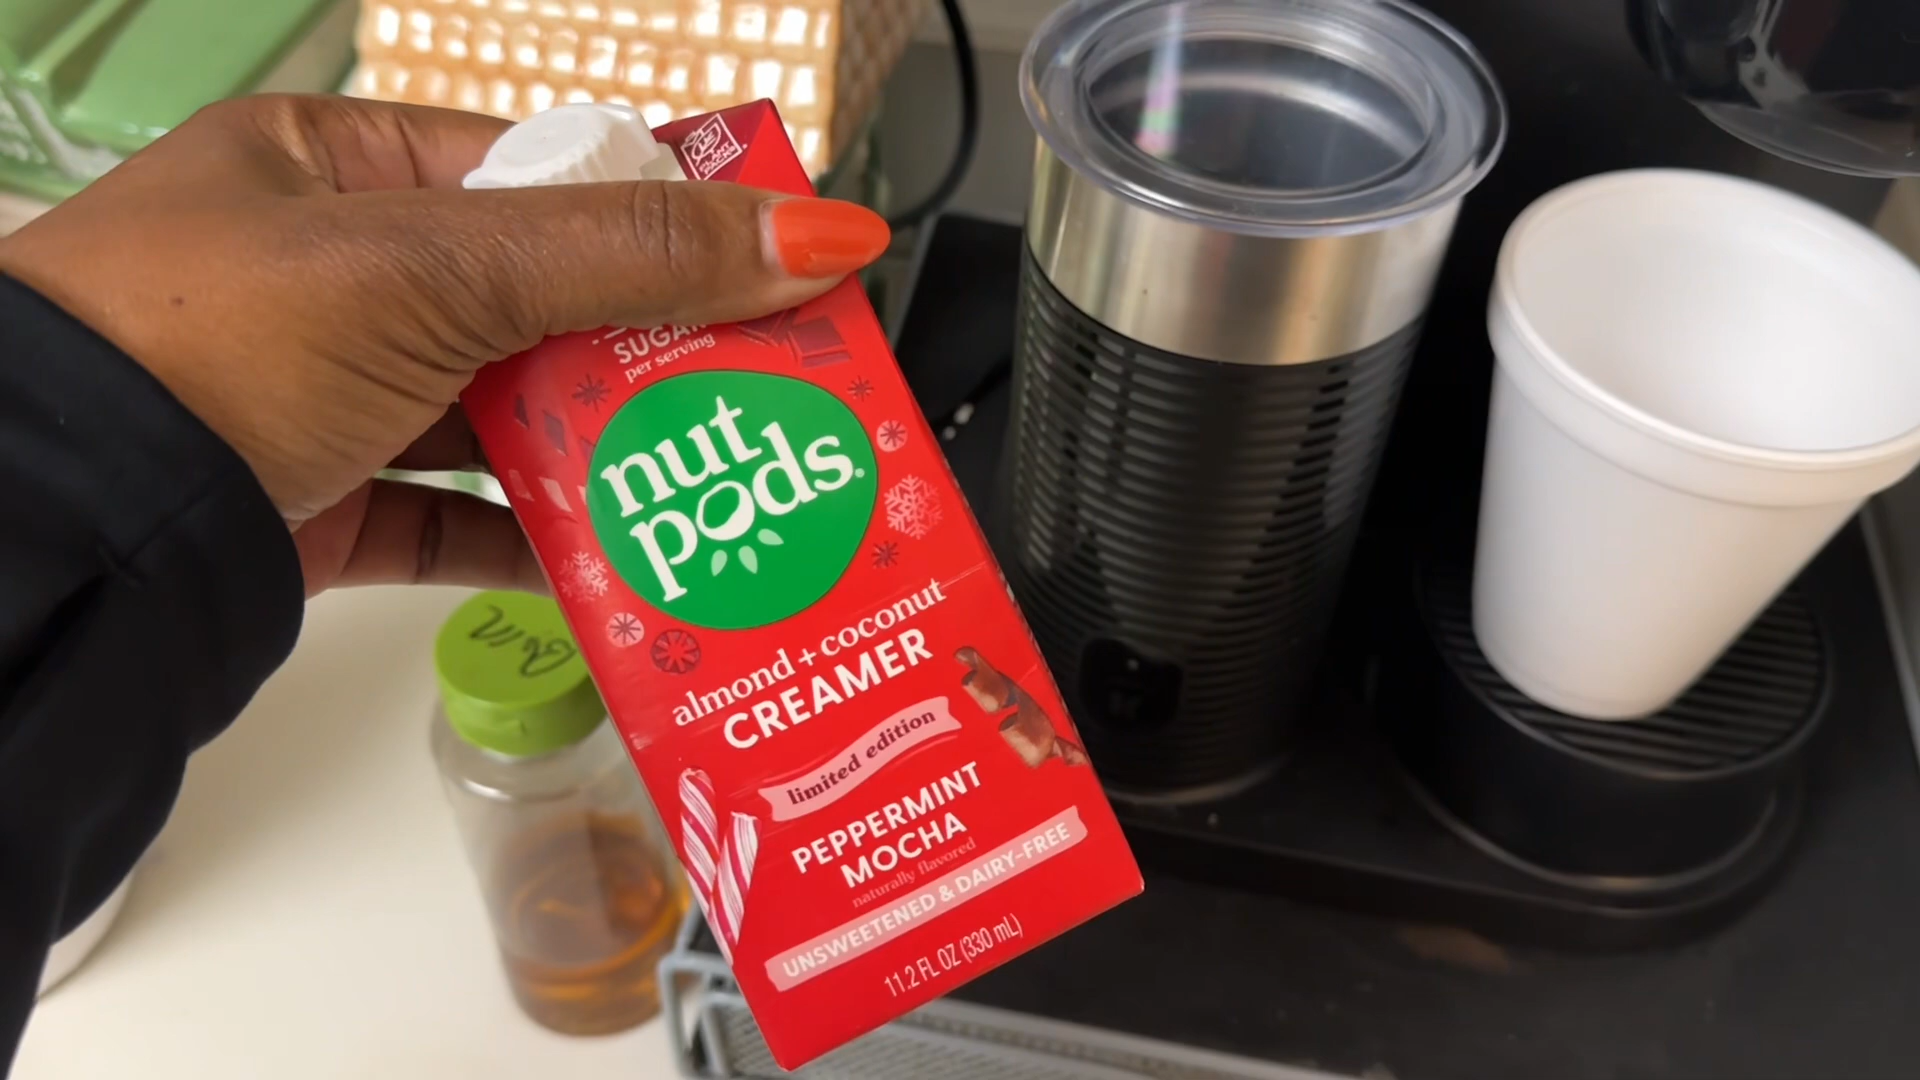 SUGAR
per serving
nut
pods.
almond + coconut
CREAMER
limited edition
PEPPERMINT
MOCHA
naturally flavored
UNSWEETENED & DAIRY-FREE
11.2 FL OZ (330 mL)